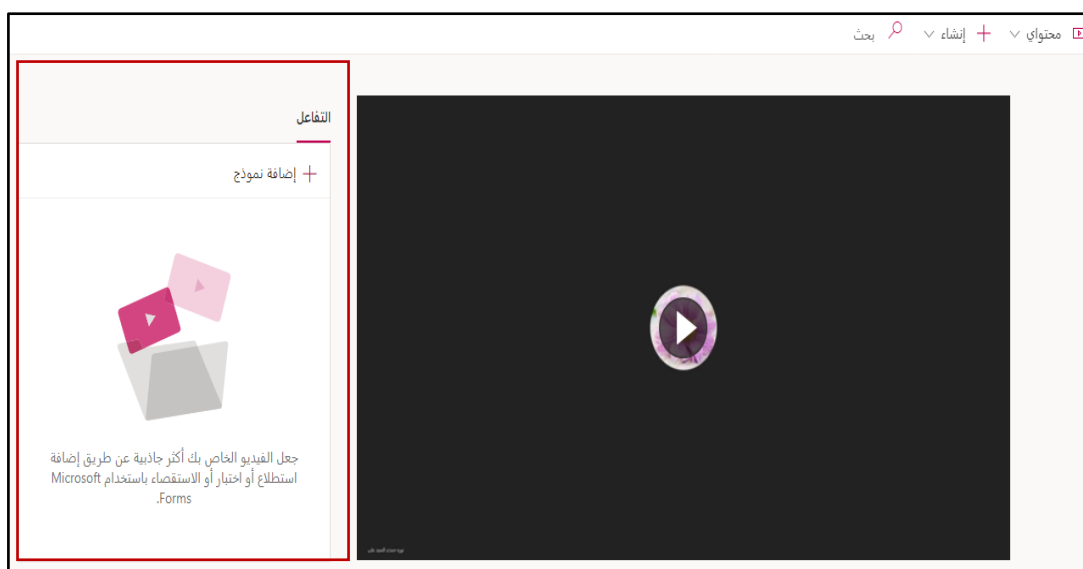 محتواي
إنشاء
بحث
التفاعل
إضافة نموذج
جعل الفيديو الخاص بك أكثر جاذبية عن طريق إضافة
استطلاع أو اختبار أو الاستقصاء باستخدام Microsoft
Forms.